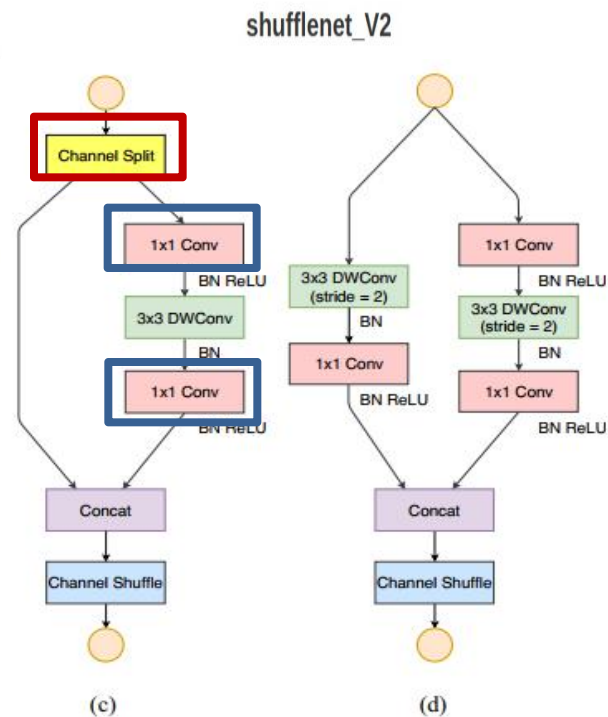 shufflenet_V2
Channel Split
1x1 Conv
BN ReLU
3x3 DWConv
BN
1x1 Conv
BN ReLU
Concat
Channel Shuffle
(c)
3x3 DWConv
(stride = 2)
BN
1x1 Conv
BN ReLU
1x1 Conv
BN ReLU
3x3 DWConv
(stride = 2)
BN
1x1 Conv
BN ReLU
Concat
Channel Shuffle
(d)